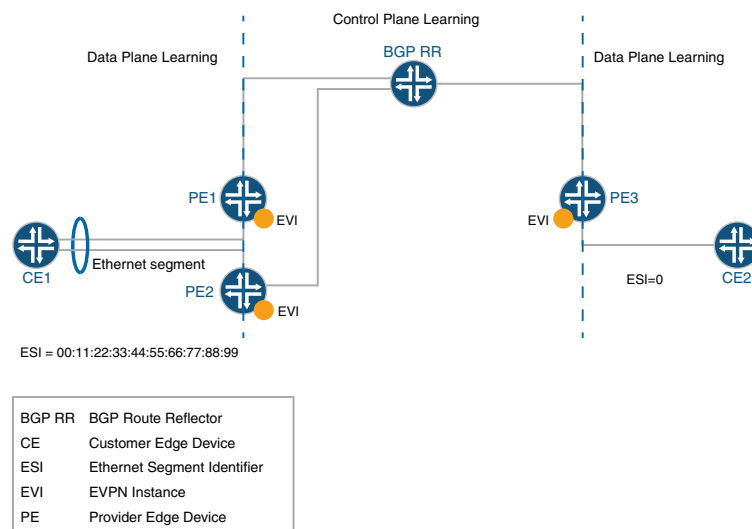 Control Plane Learning
Data Plane Learning
BGP RR
Data Plane Learning
PE1
EVI
PE3
EVI
CE1
Ethernet segment
PE2
EVI
ESI=0
CE2
ESI = 00:11:22:33:44:55:66:77:88:99
BGP RR BGP Route Reflector
CE Customer Edge Device
ESI Ethernet Segment Identifier
EVI EVPN Instance
PE Provider Edge Device